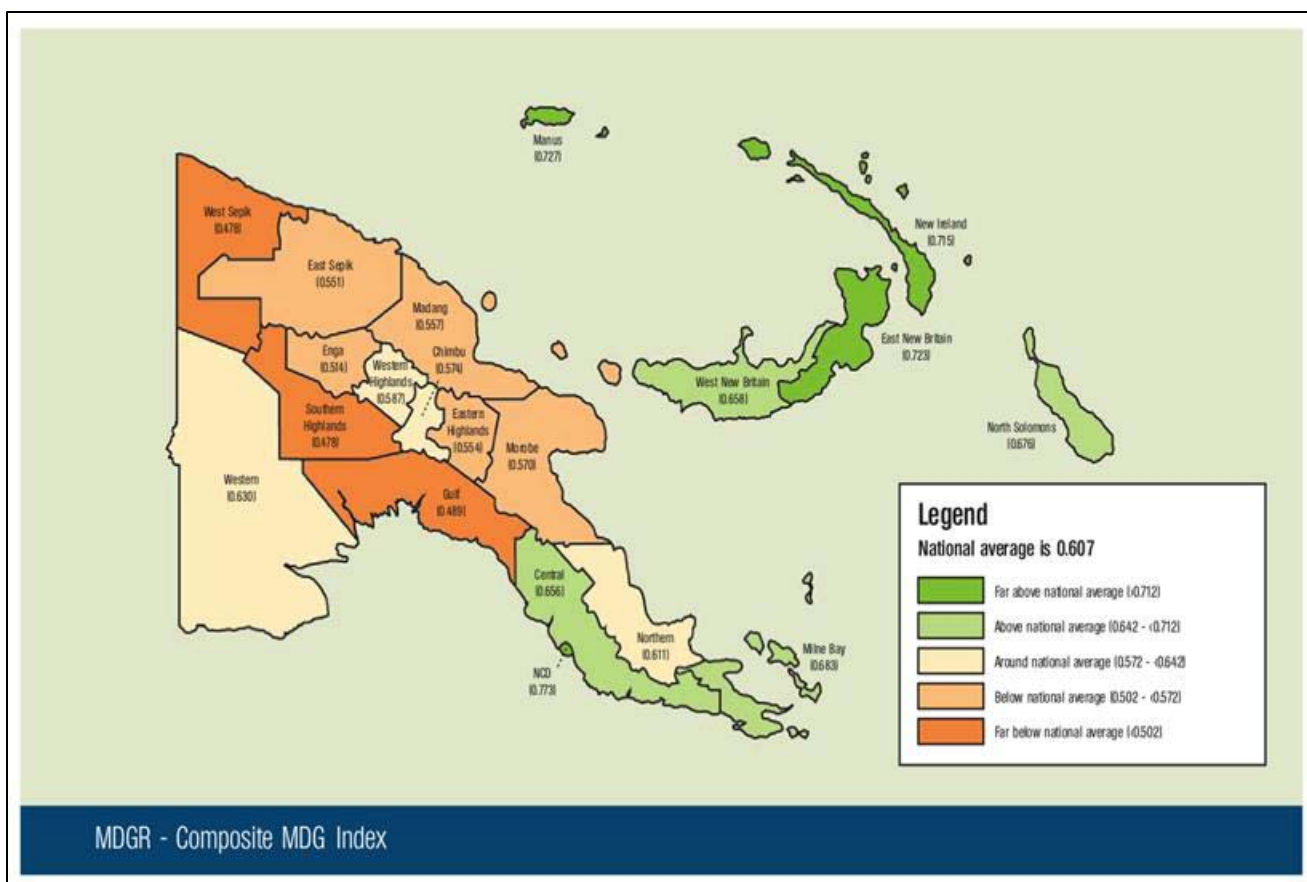 Manus
(0.727)
West Sepik
(0.478)
New Ireland
(0.715)
East Sepik
(0.551)
Madang
(0.557)
East New Britain
(0.723)
Enga
(0.514)
Western
Highlands
(0.587)
Chimbu
(0.574)
West New Britain
(0.658)
Southern
Highlands
(0.478)
Eastern
Highlands
(0.554)
Morobe
(0.570)
North Solomons
(0.676)
Western
(0.630)
Gulf
(0.489)
Central
(0.656)
Northern
(0.611)
Milne Bay
(0.683)
NCD
(0.773)
Legend
National average is 0.607
Far above national average (>0.712)
Above national average (0.642 - <0.712)
Around national average (0.572 - <0.642)
Below national average (0.502 - <0.572)
Far below national average (<0.502)
MDGR - Composite MDG Index